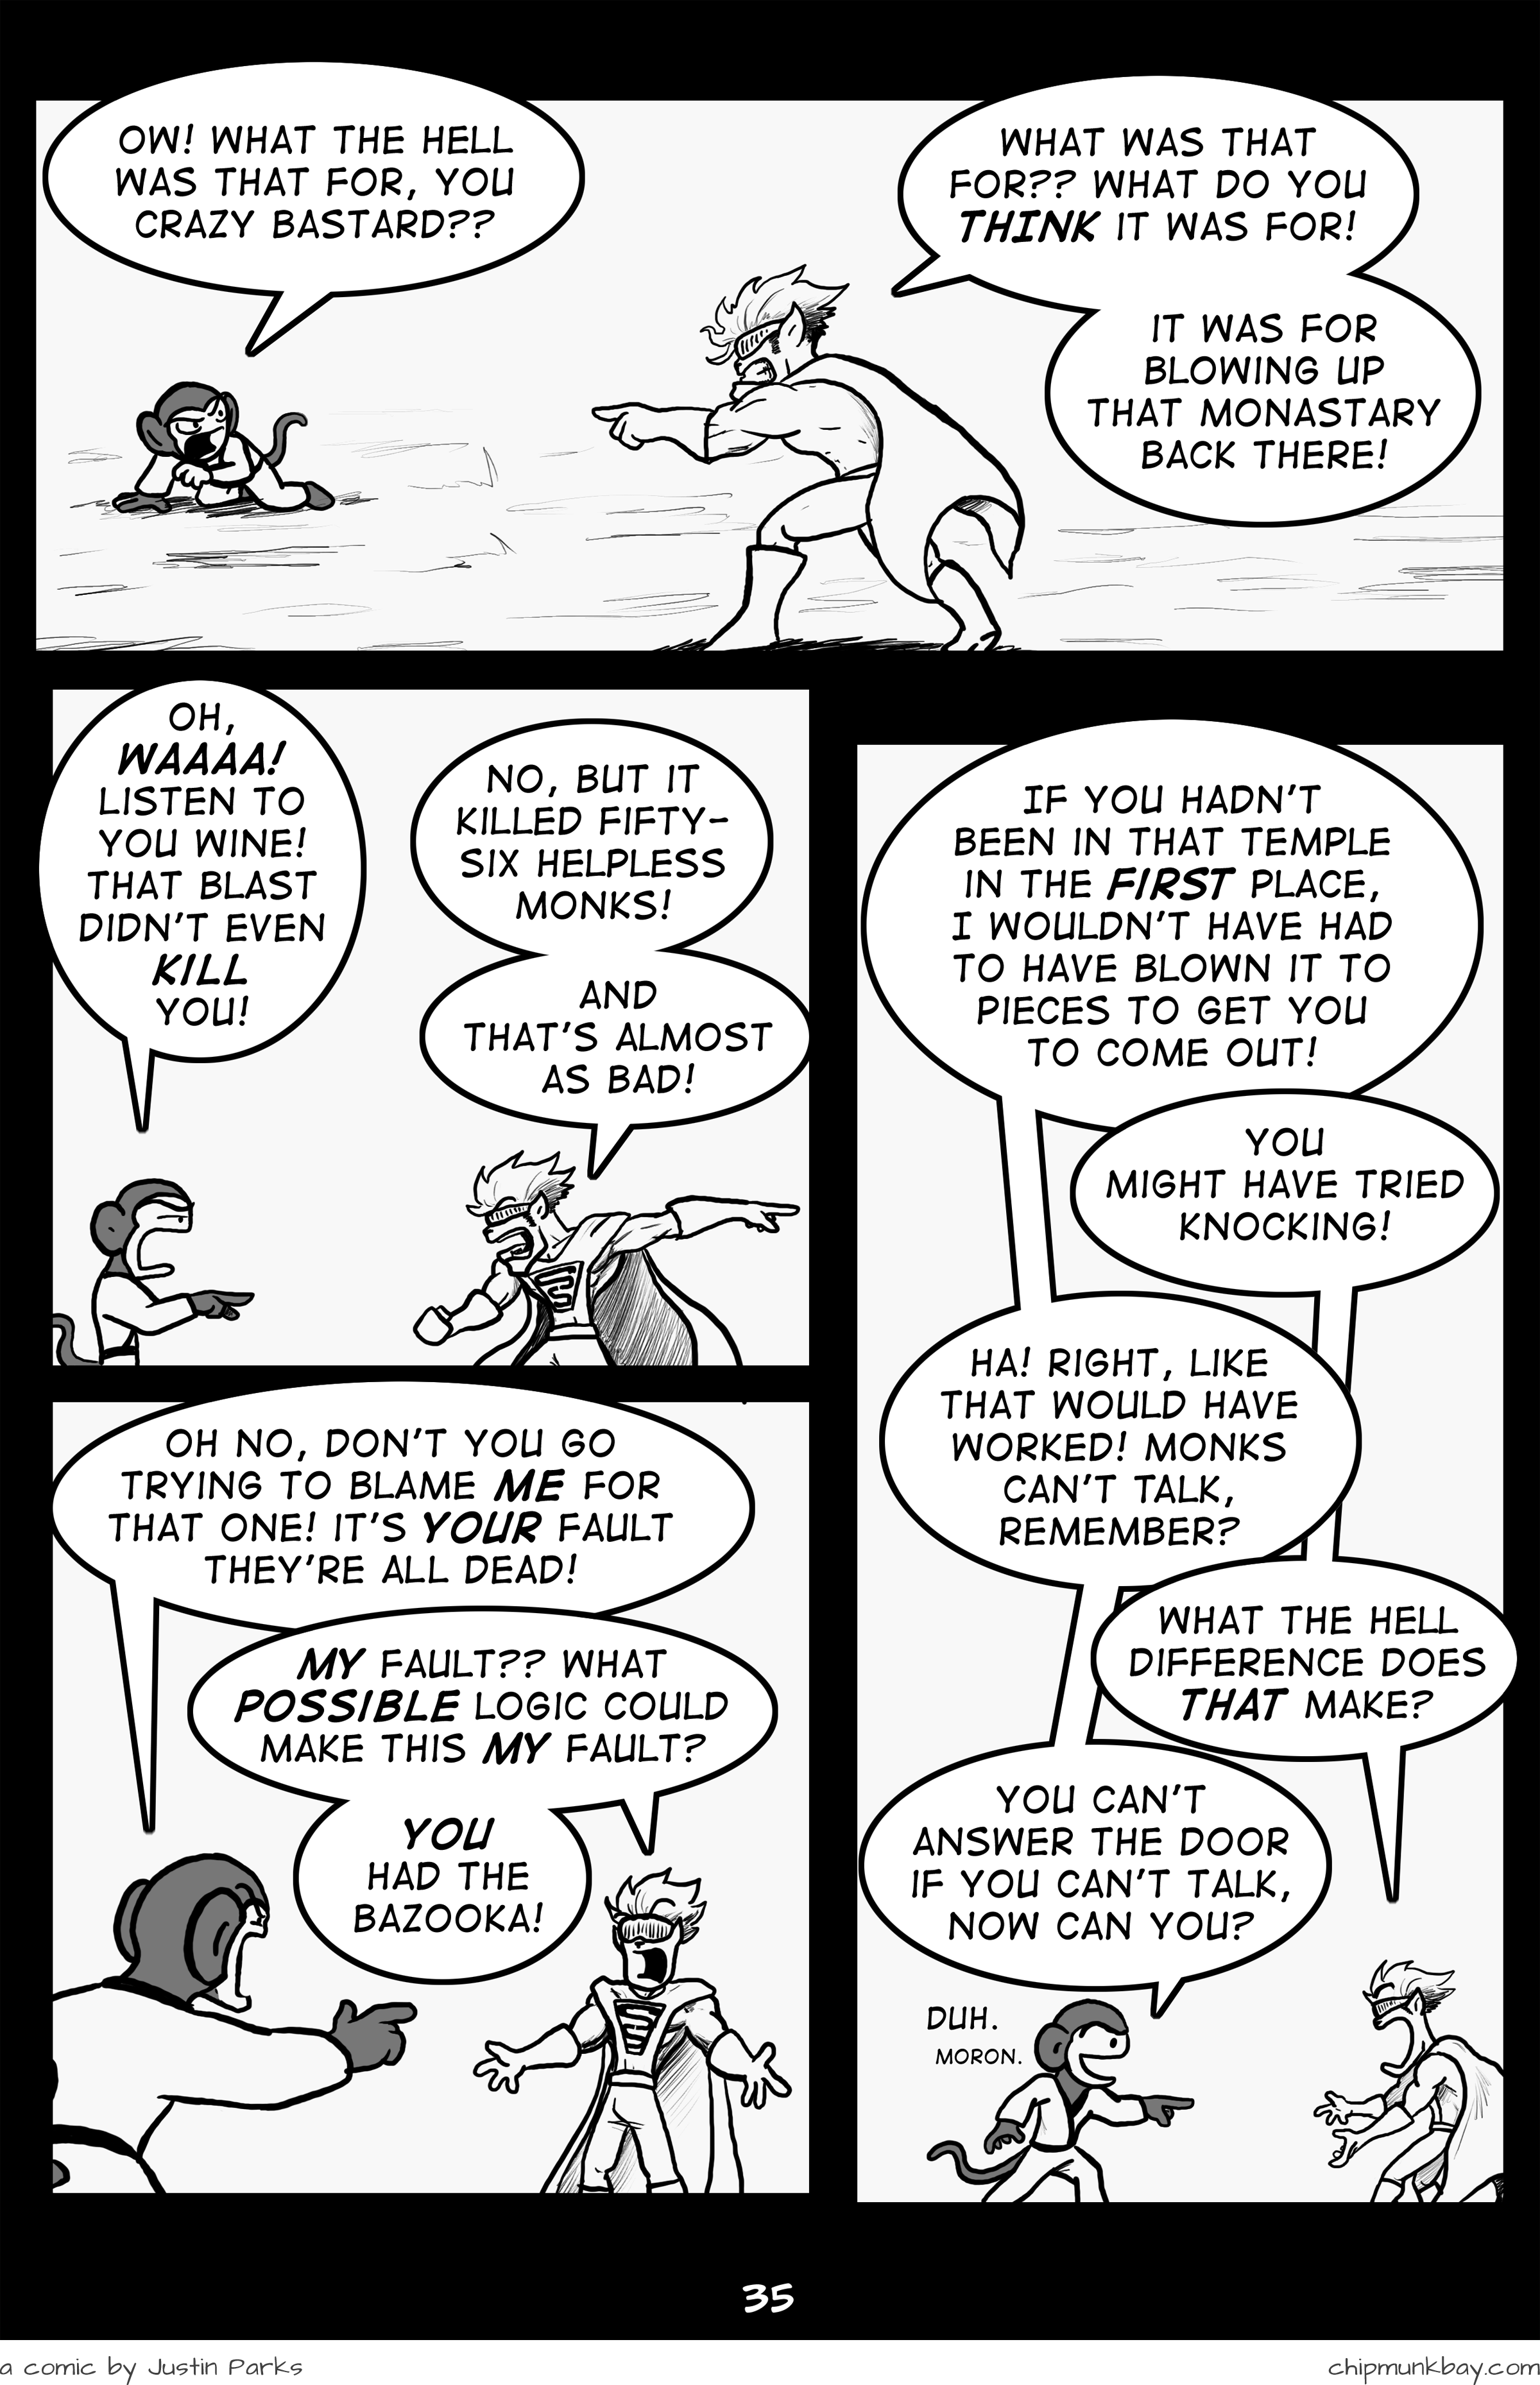 OW! WHAT THE HELL
WAS THAT FOR, YOU
CRAZY BASTARD??
WHAT WAS THAT
FOR?? WHAT DO YOU
THINK IT WAS FOR!
IT WAS FOR
BLOWING UP
THAT MONASTARY
BACK THERE!
OH,
WAAAA!
LISTEN TO
YOU WINE!
THAT BLAST
DIDN'T EVEN
KILL
YOU!
NO, BUT IT
KILLED FIFTY-
SIX HELPLESS
MONKS!
AND
THAT'S ALMOST
AS BAD!
OH NO, DON'T YOU GO
TRYING TO BLAME ME FOR
THAT ONE! IT'S YOUR FAULT
THEY'RE ALL DEAD!
MY FAULT?? WHAT
POSSIBLE LOGIC COULD
MAKE THIS MY FAULT?
YOU
HAD THE
BAZOOKA!
IF YOU HADN'T
BEEN IN THAT TEMPLE
IN THE FIRST PLACE,
I WOULDN'T HAVE HAD
TO HAVE BLOWN IT TO
PIECES TO GET YOU
TO COME OUT!
YOU
MIGHT HAVE TRIED
KNOCKING!
HA! RIGHT, LIKE
THAT WOULD HAVE
WORKED! MONKS
CAN'T TALK,
REMEMBER?
WHAT THE HELL
DIFFERENCE DOES
THAT MAKE?
YOU CAN'T
ANSWER THE DOOR
IF YOU CAN'T TALK,
NOW CAN YOU?
DUH.
MORON.
35
a comic by Justin Parks
chipmunkbay.com